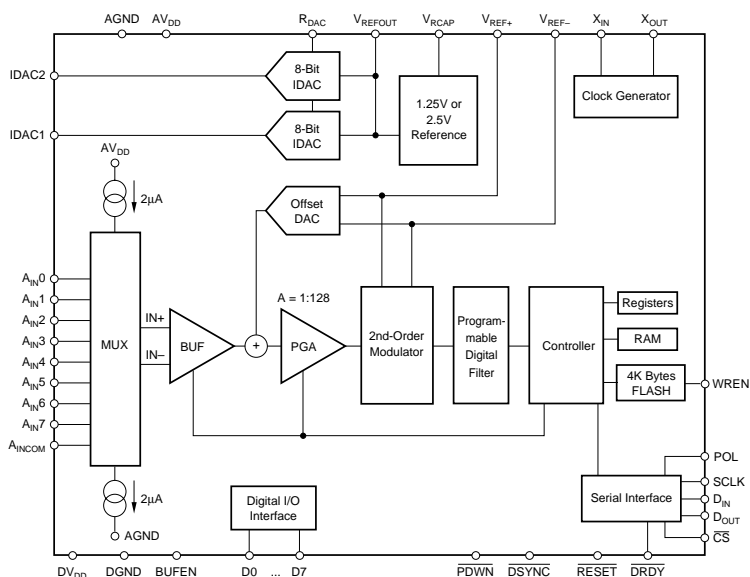 AGND AVDD RDAC VREFOUT VRCAP VREF+ VREF– XIN XOUT
IDAC2
8-Bit
IDAC
1.25V or
2.5V
Reference
Clock Generator
IDAC1
8-Bit
IDAC
AVDD
2µA
Offset
DAC
AIN0
AIN1
AIN2
AIN3
AIN4
AIN5
AIN6
AIN7
AINCOM
MUX
IN+
IN–
BUF
+
A = 1:128
PGA
2nd-Order
Modulator
Program-
mable
Digital
Filter
Controller
Registers
RAM
4K Bytes
FLASH
WREN
2µA
AGND
Digital I/O
Interface
Serial Interface
POL
SCLK
DIN
DOUT
CS
DVDD DGND BUFEN D0 ... D7 PDWN DSYNC RESET DRDY